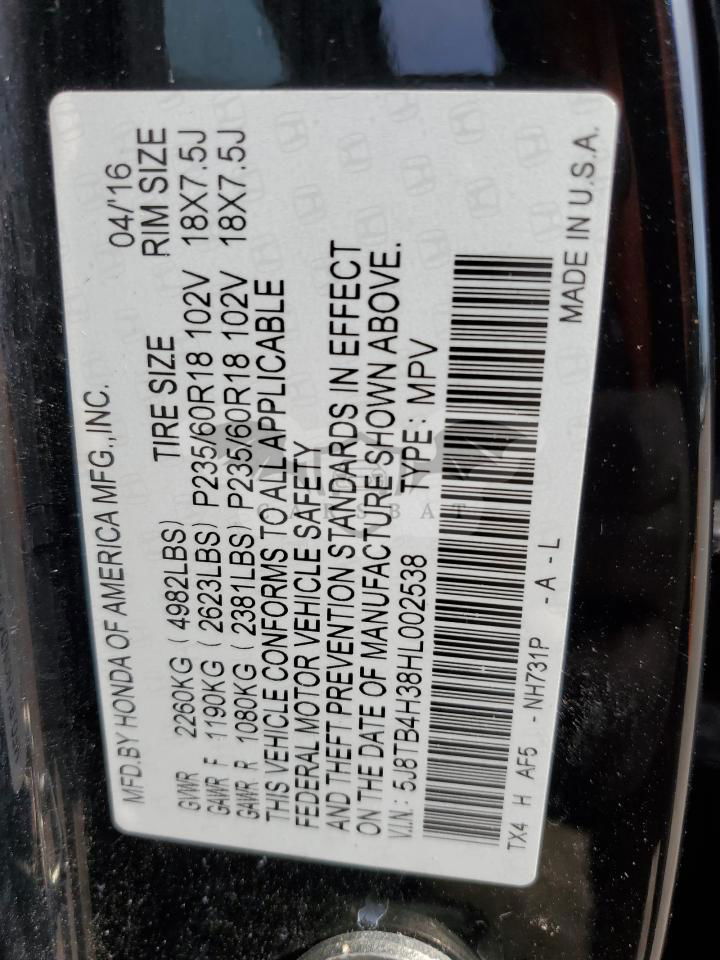 MFD.BY HONDA OF AMERICA MFG.,INC. 04/'16
TIRE SIZE RIM SIZE
GVWR 2260KG ( 4982LBS)
GAWR F 1190KG ( 2623LBS) P235/60R18 102V 18X7.5J
GAWR R 1080KG ( 2381LBS) P235/60R18 102V 18X7.5J
THIS VEHICLE CONFORMS TO ALL APPLICABLE
FEDERAL MOTOR VEHICLE SAFETY
AND THEFT PREVENTION STANDARDS IN EFFECT
ON THE DATE OF MANUFACTURE SHOWN ABOVE.
V.I.N.: 5J8TB4H38HL002538 TYPE: MPV
TX4 H AF5 -NH731P -A-L
MADE IN U.S.A.
CARSBAT